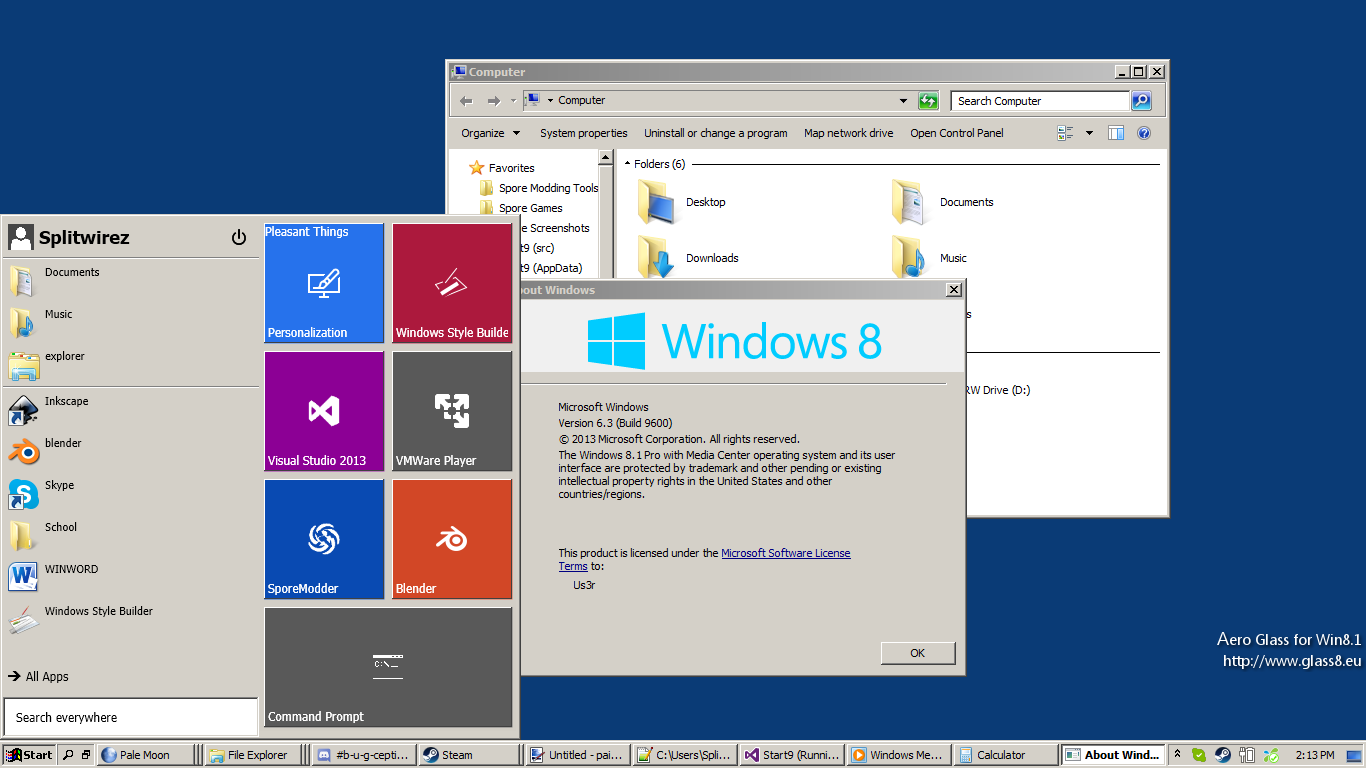 Computer
Computer
Search Computer
Organize
System properties
Uninstall or change a program
Map network drive
Open Control Panel
Favorites
Spore Modding Tools
Spore Games
Screenshots
(src)
(AppData)
Folders (6)
Desktop
Documents
Downloads
Music
RW Drive (D:)
Splitwirez
Documents
Music
explorer
Inkscape
blender
Skype
School
WINWORD
Windows Style Builder
All Apps
Search everywhere
Pleasant Things
Personalization
Windows Style Builde
Visual Studio 2013
VMWare Player
SporeModder
Blender
C:\_
Command Prompt
bout Windows
Windows 8
Microsoft Windows
Version 6.3 (Build 9600)
© 2013 Microsoft Corporation. All rights reserved.
The Windows 8.1 Pro with Media Center operating system and its user
interface are protected by trademark and other pending or existing
intellectual property rights in the United States and other
countries/regions.
This product is licensed under the Microsoft Software License
Terms to:
Us3r
OK
Aero Glass for Win8.1
http://www.glass8.eu
Start
Pale Moon
File Explorer
#b-u-g-cepti...
Steam
Untitled - pai...
C:\Users\Spli...
Start9 (Runni...
Windows Me...
Calculator
About Wind...
2:13 PM